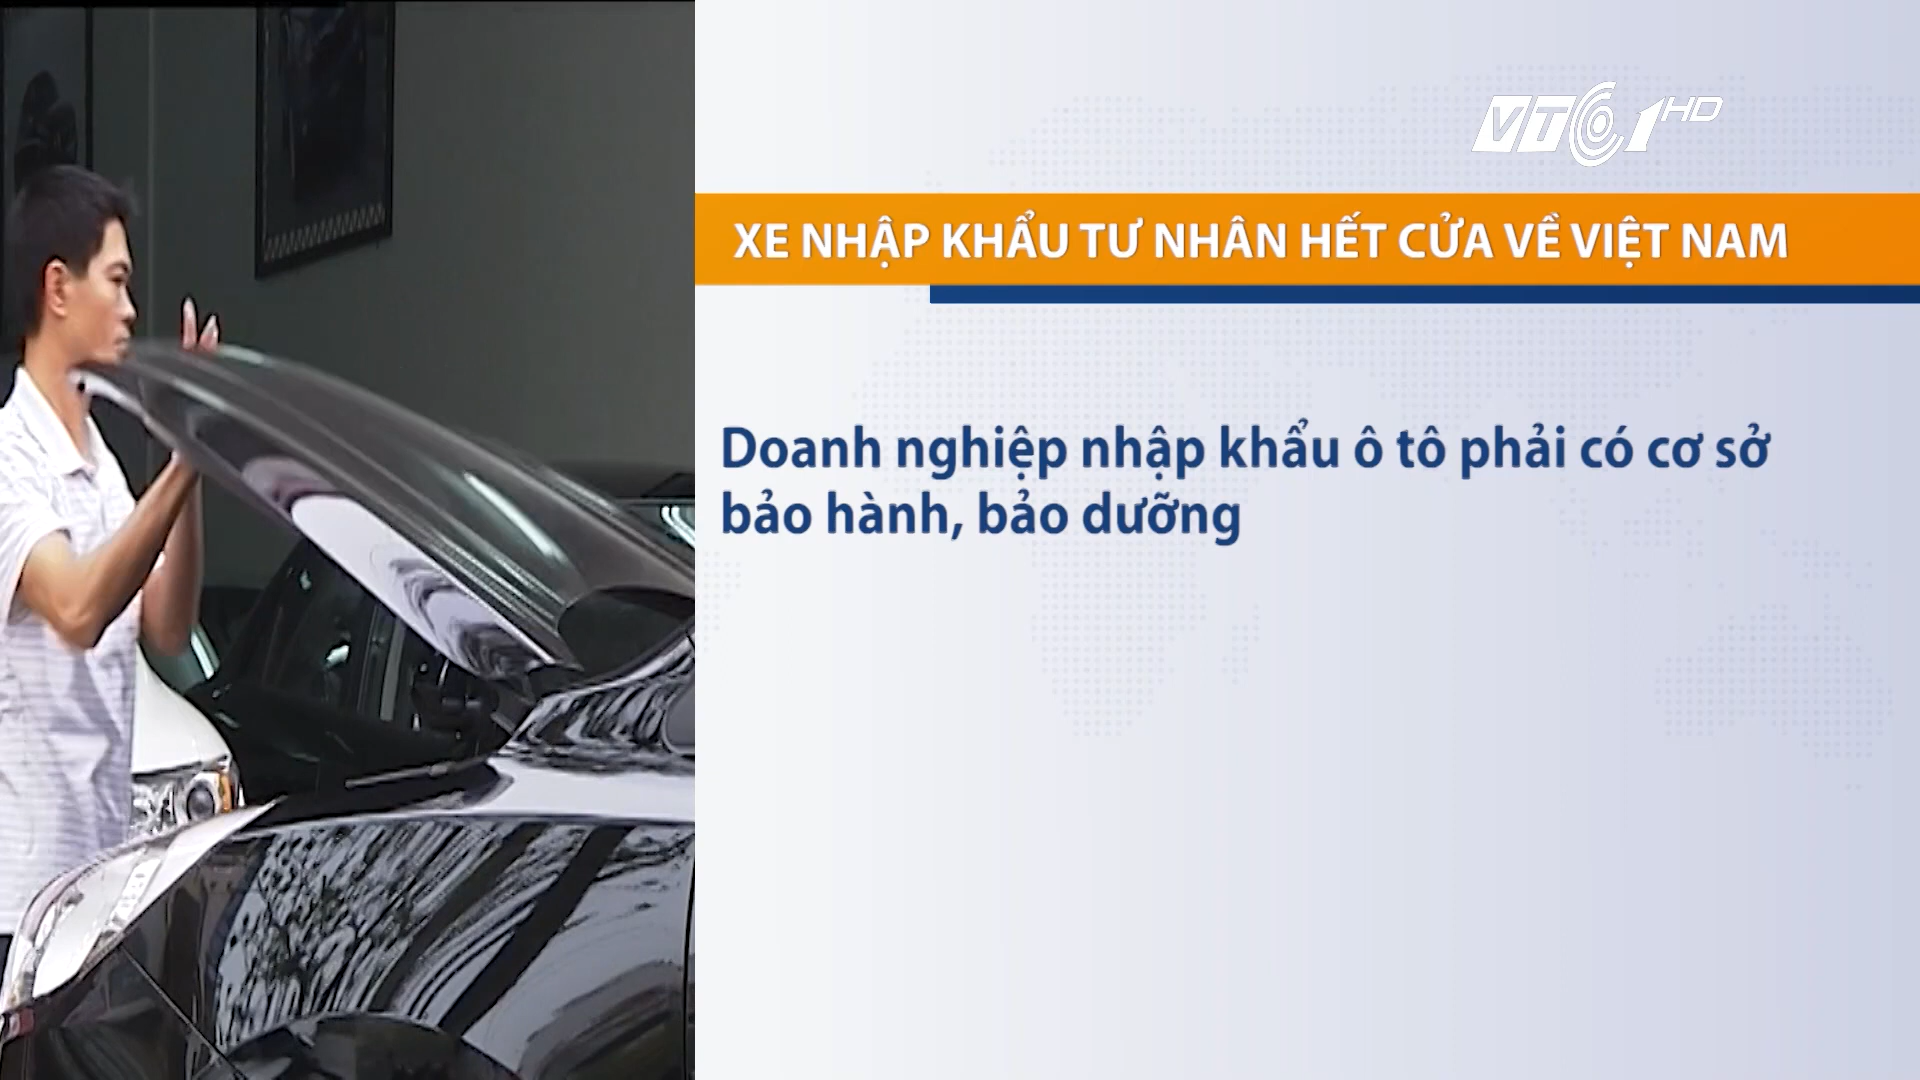 VTC1 HD
XE NHẬP KHẨU TƯ NHÂN HẾT CỬA VỀ VIỆT NAM
Doanh nghiệp nhập khẩu ô tô phải có cơ sở
bảo hành, bảo dưỡng